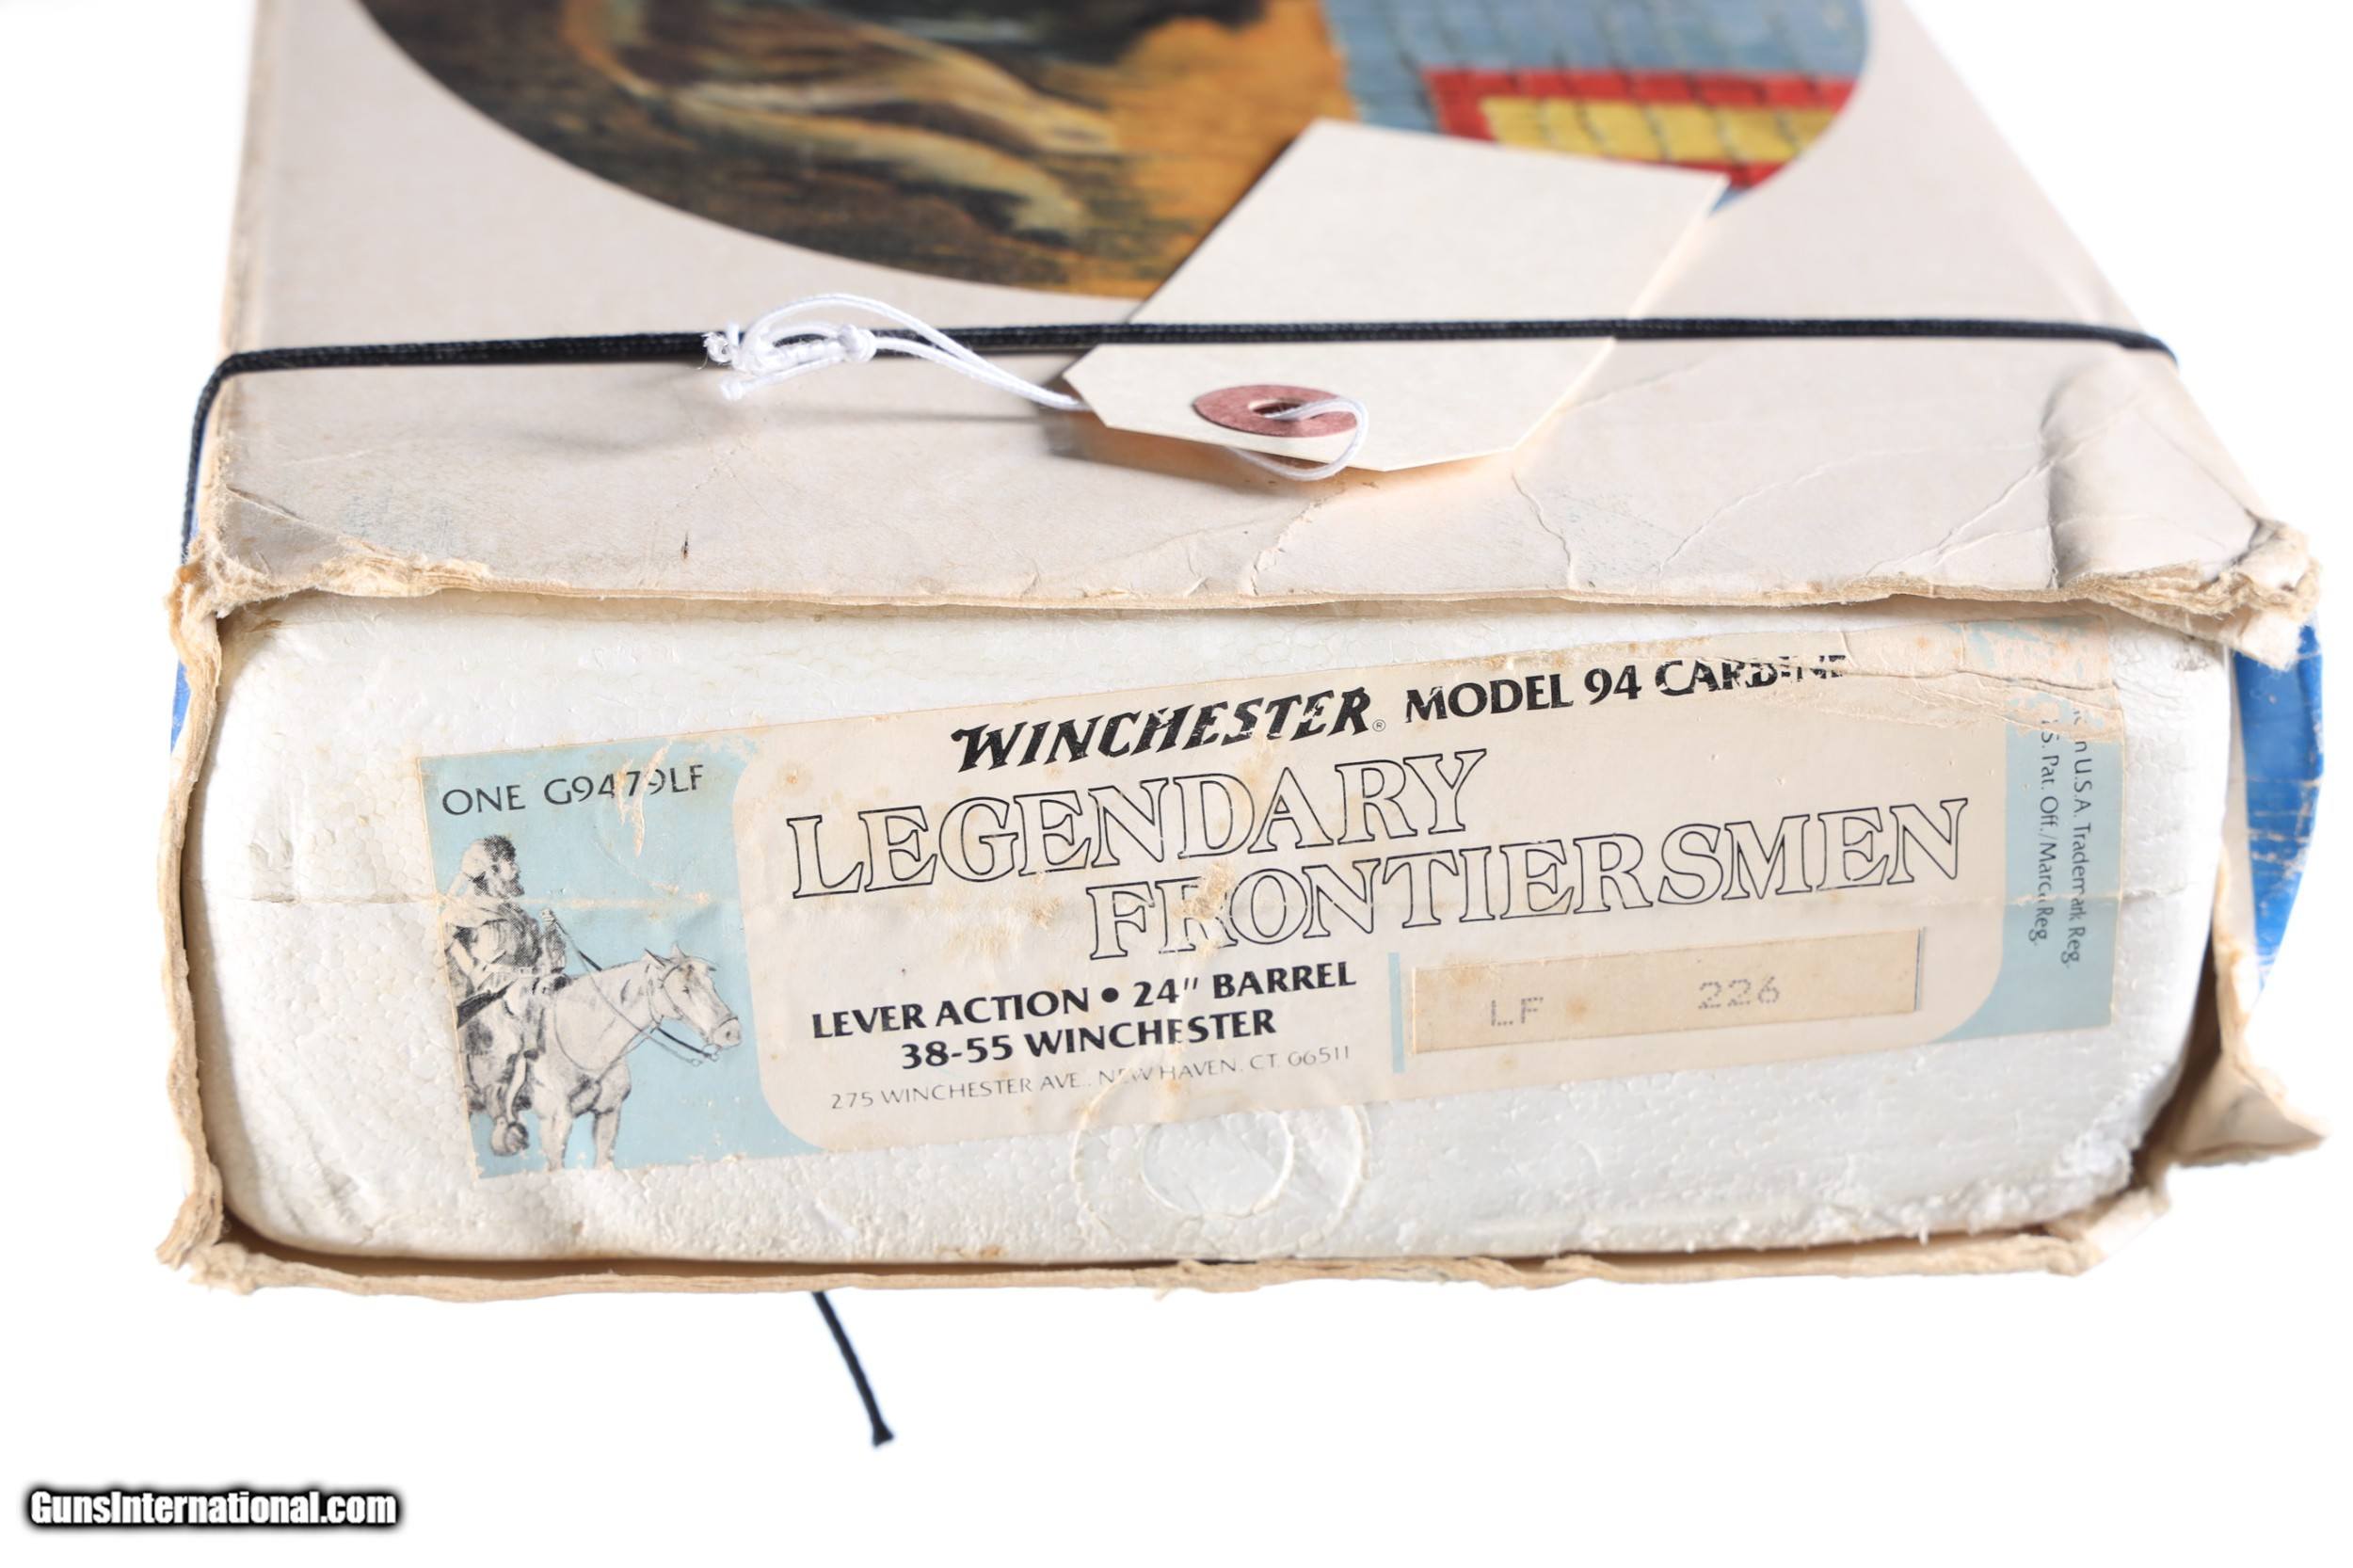 WINCHESTER® MODEL 94 CARBINE
ONE G9479LF
LEGENDARY
FRONTIERSMEN
LEVER ACTION • 24" BARREL
38-55 WINCHESTER
275 WINCHESTER AVE., NEW HAVEN, CT. 06511
LF 226
in U.S.A. Trademark Reg.
U.S. Pat. Off./Marca Reg.
GunsInternational.com